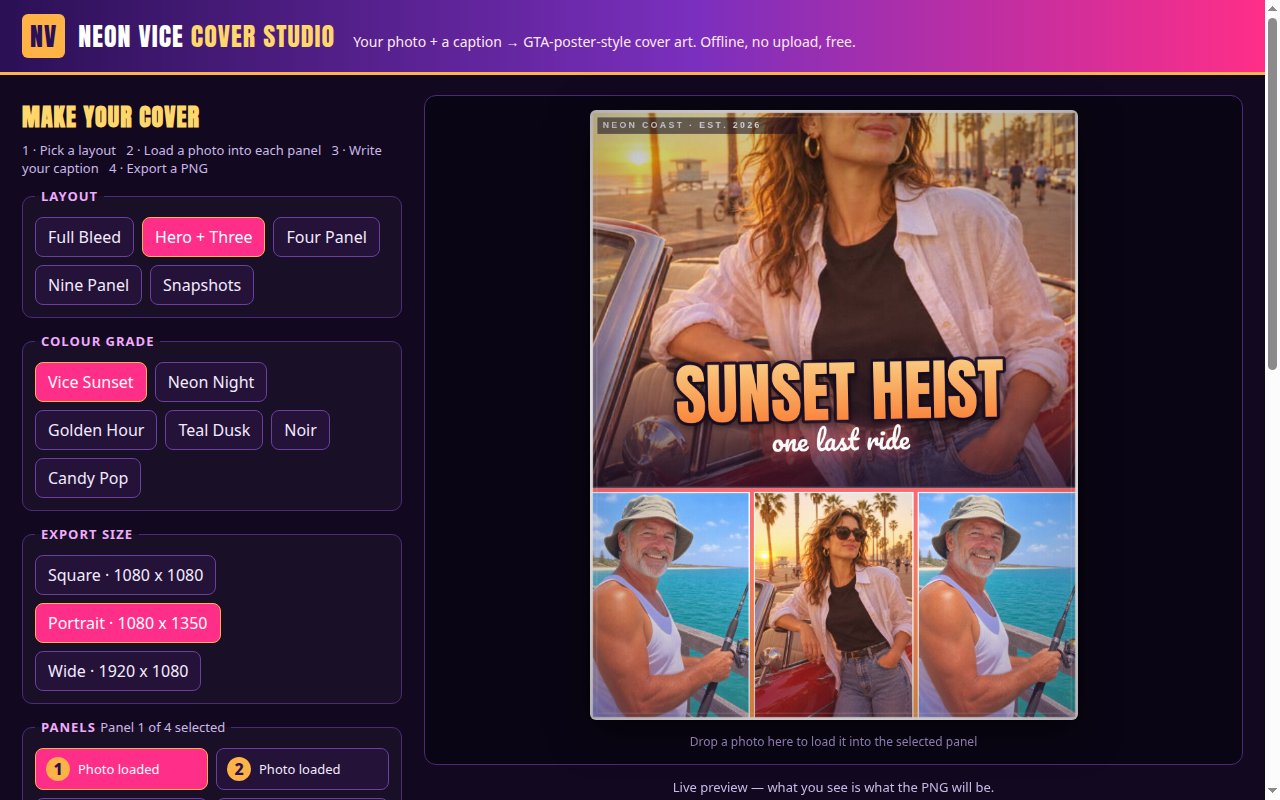 NV NEON VICE COVER STUDIO Your photo + a caption → GTA-poster-style cover art. Offline, no upload, free.
MAKE YOUR COVER
1 · Pick a layout 2 · Load a photo into each panel 3 · Write
your caption 4 · Export a PNG
LAYOUT
Full Bleed Hero + Three Four Panel
Nine Panel Snapshots
COLOUR GRADE
Vice Sunset Neon Night
Golden Hour Teal Dusk Noir
Candy Pop
EXPORT SIZE
Square · 1080 x 1080
Portrait · 1080 x 1350
Wide · 1920 x 1080
PANELS Panel 1 of 4 selected
1 Photo loaded 2 Photo loaded
NEON COAST · EST. 2026
SUNSET HEIST
one last ride
Drop a photo here to load it into the selected panel
Live preview — what you see is what the PNG will be.